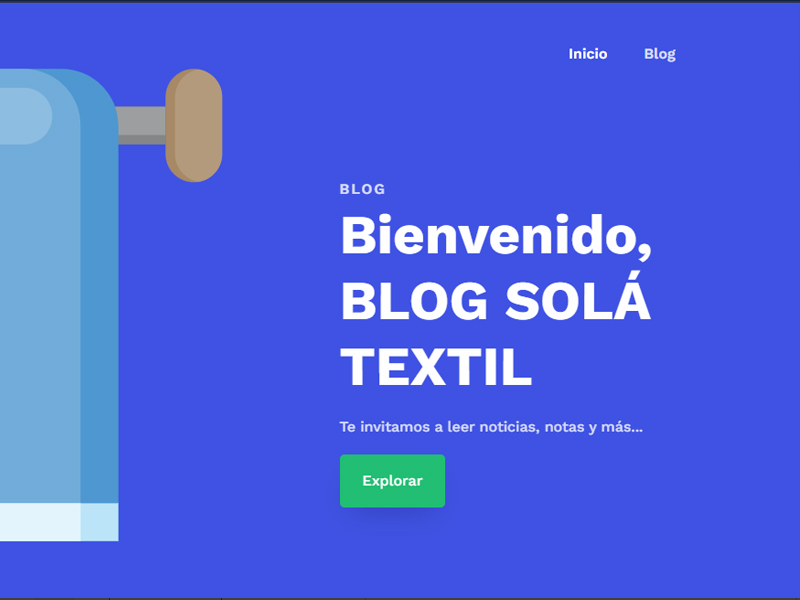 Inicio Blog
BLOG
Bienvenido,
BLOG SOLÁ
TEXTIL
Te invitamos a leer noticias, notas y más...
Explorar